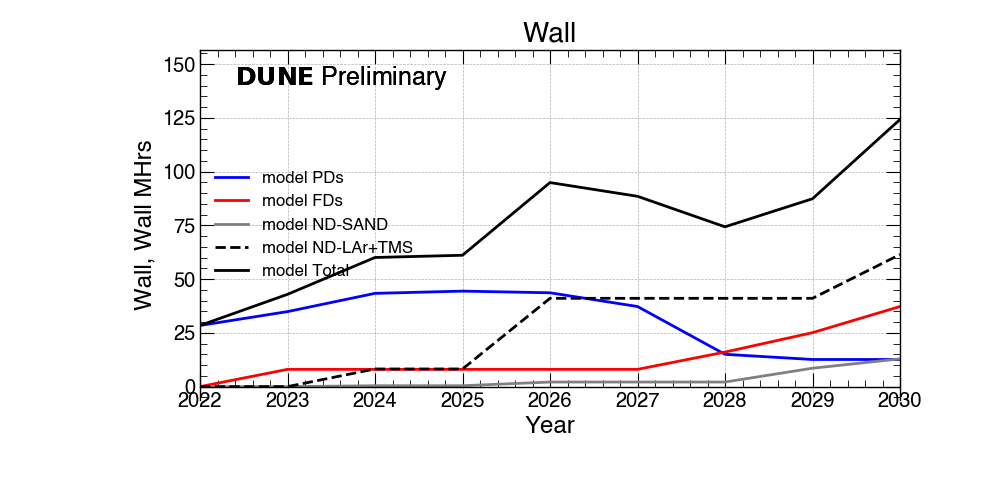 Wall
DUNE Preliminary
Wall, Wall MHrs
150
125
100
75
50
25
0
model PDs
model FDs
model ND-SAND
model ND-LAr+TMS
model Total
2022 2023 2024 2025 2026 2027 2028 2029 2030
Year